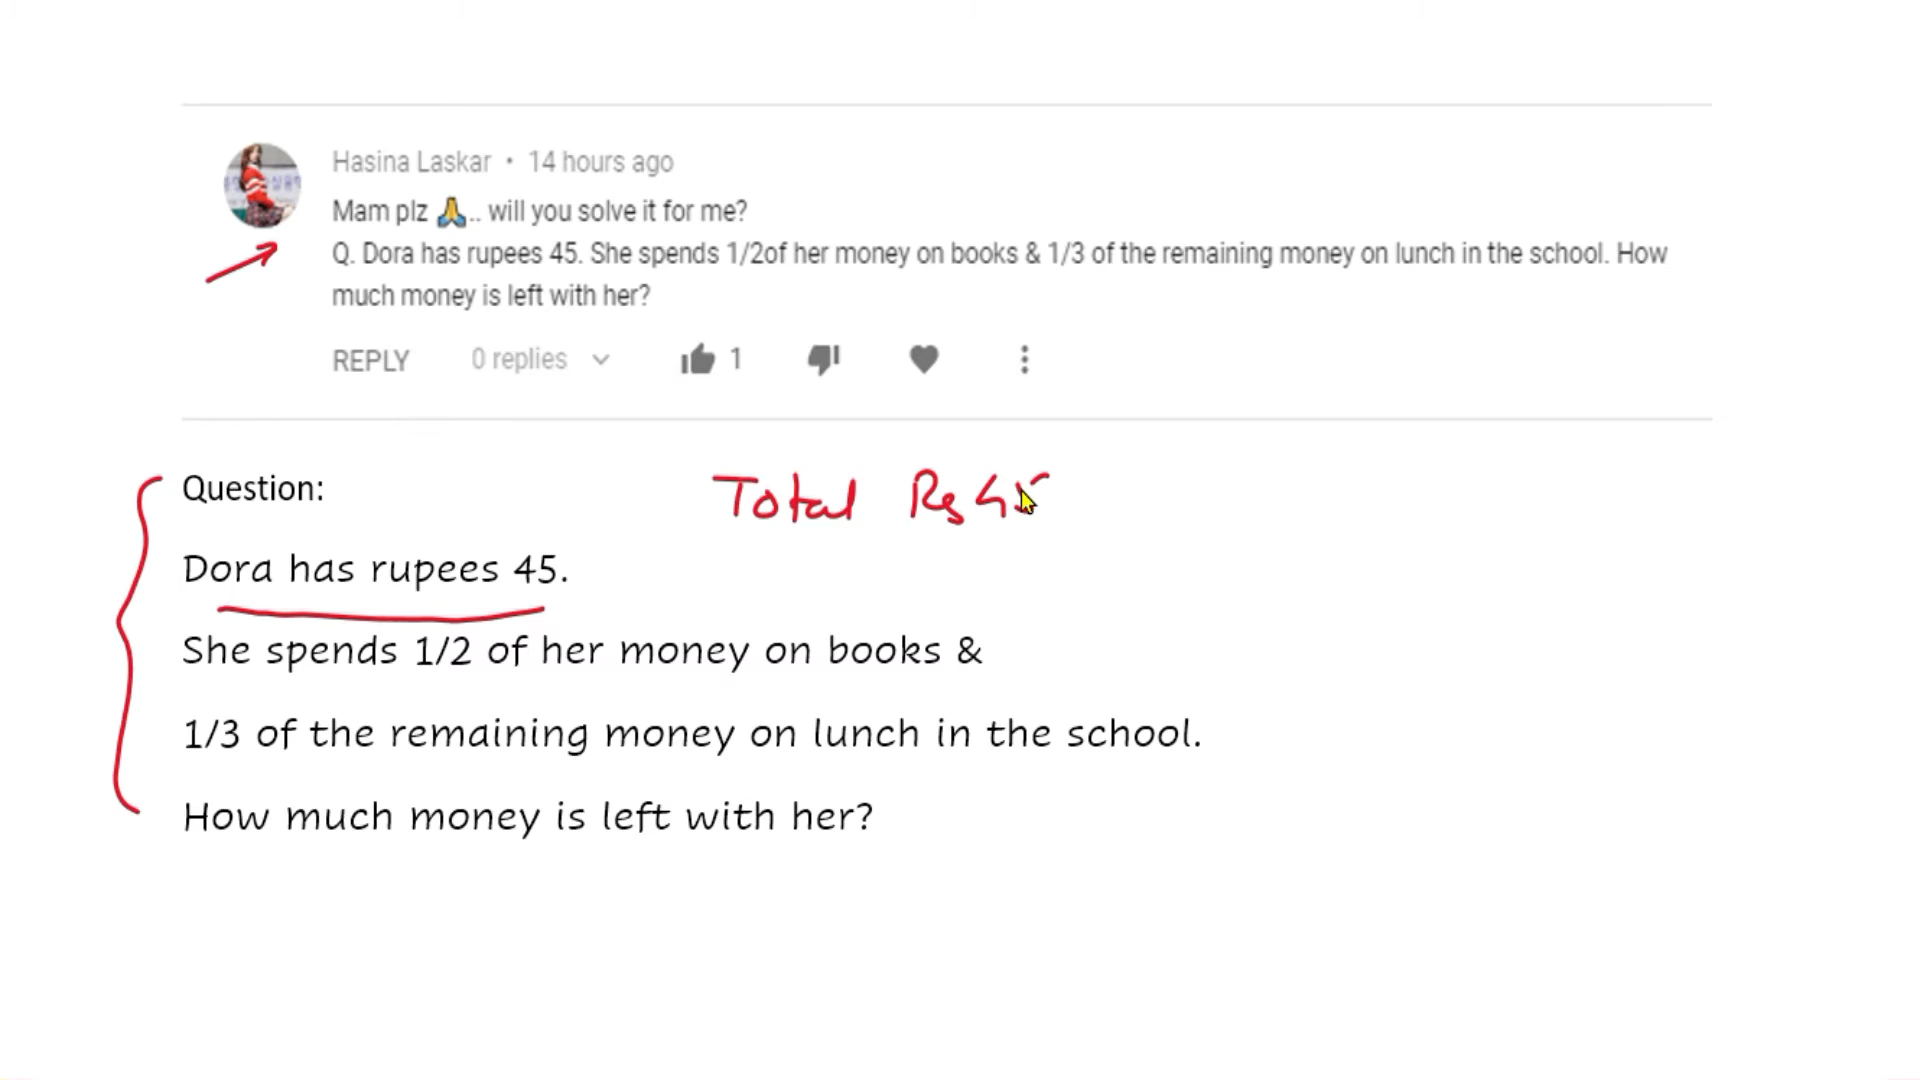 Hasina Laskar • 14 hours ago
Mam plz 🙏.. will you solve it for me?
Q. Dora has rupees 45. She spends 1/2of her money on books & 1/3 of the remaining money on lunch in the school. How
much money is left with her?
REPLY 0 replies 1
Question:
Total Rs 45
Dora has rupees 45.
She spends 1/2 of her money on books &
1/3 of the remaining money on lunch in the school.
How much money is left with her?